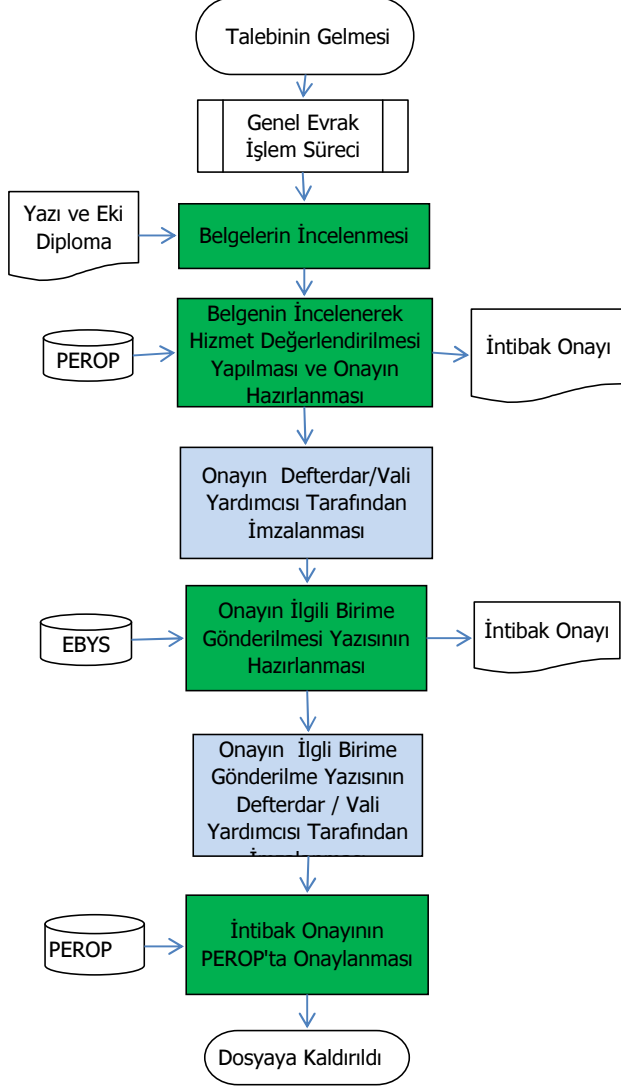 Talebinin Gelmesi
Genel Evrak
İşlem Süreci
Yazı ve Eki
Diploma
Belgelerin İncelenmesi
Belgenin İncelenerek
Hizmet Değerlendirilmesi
Yapılması ve Onayın
Hazırlanması
PEROP
İntibak Onayı
Onayın Defterdar/Vali
Yardımcısı Tarafından
İmzalanması
EBYS
Onayın İlgili Birime
Gönderilmesi Yazısının
Hazırlanması
İntibak Onayı
Onayın İlgli Birime
Gönderilme Yazısının
Defterdar / Vali
Yardımcısı Tarafından
İmzalanması
PEROP
İntibak Onayının
PEROP'ta Onaylanması
Dosyaya Kaldırıldı